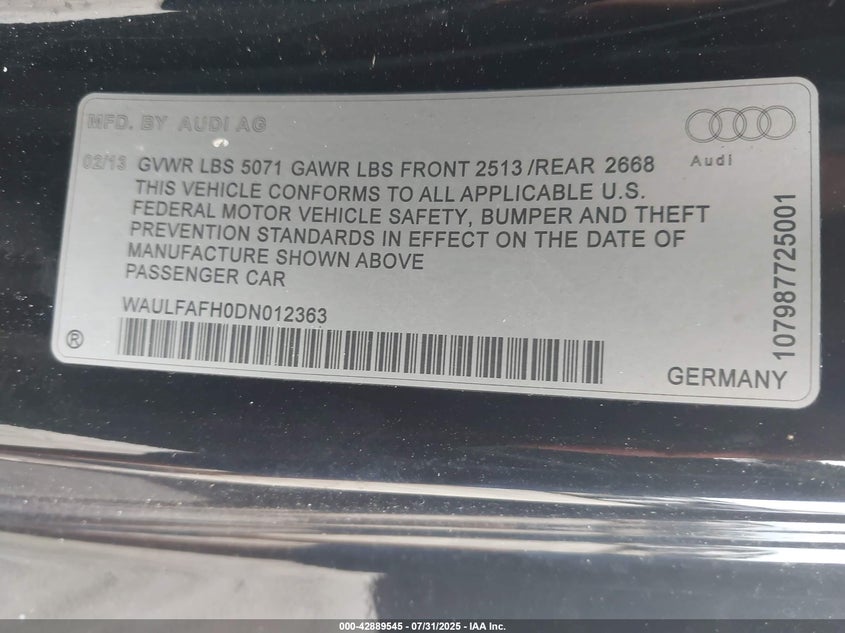 MFD. BY AUDI AG
Audi
02/13 GVWR LBS 5071 GAWR LBS FRONT 2513 /REAR 2668
THIS VEHICLE CONFORMS TO ALL APPLICABLE U.S.
FEDERAL MOTOR VEHICLE SAFETY, BUMPER AND THEFT
PREVENTION STANDARDS IN EFFECT ON THE DATE OF
MANUFACTURE SHOWN ABOVE
PASSENGER CAR
WAULFAFH0DN012363
®
GERMANY
107987725001
000-42889545 - 07/31/2025 - IAA Inc.